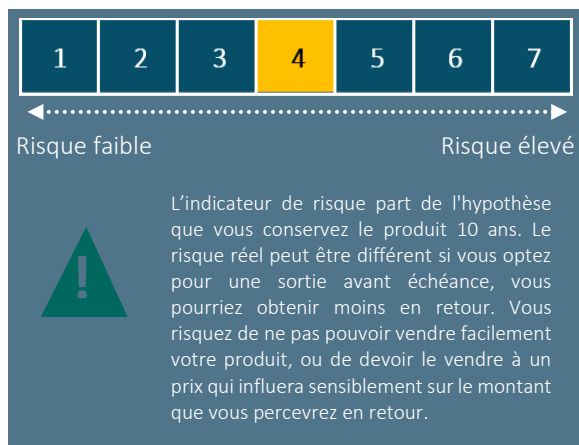 1 2 3 4 5 6 7
Risque faible Risque élevé
L’indicateur de risque part de l'hypothèse
que vous conservez le produit 10 ans. Le
risque réel peut être différent si vous optez
pour une sortie avant échéance, vous
pourriez obtenir moins en retour. Vous
risquez de ne pas pouvoir vendre facilement
votre produit, ou de devoir le vendre à un
prix qui influera sensiblement sur le montant
que vous percevrez en retour.
!